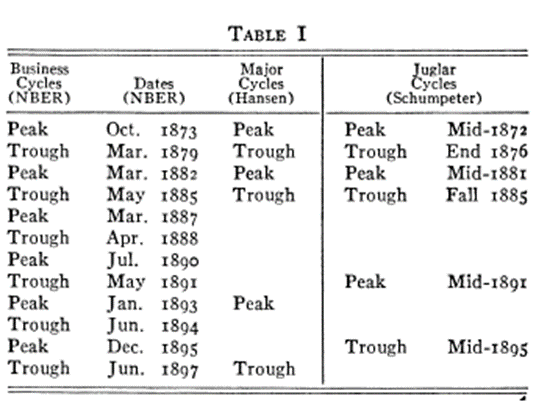 TABLE I
Business Cycles (NBER) Dates (NBER) Major Cycles (Hansen) Juglar Cycles (Schumpeter)
Peak Oct. 1873 Peak Peak Mid-1872
Trough Mar. 1879 Trough Trough End 1876
Peak Mar. 1882 Peak Peak Mid-1881
Trough May 1885 Trough Trough Fall 1885
Peak Mar. 1887
Trough Apr. 1888
Peak Jul. 1890
Trough May 1891 Peak Mid-1891
Peak Jan. 1893 Peak
Trough Jun. 1894
Peak Dec. 1895 Trough Mid-1895
Trough Jun. 1897 Trough